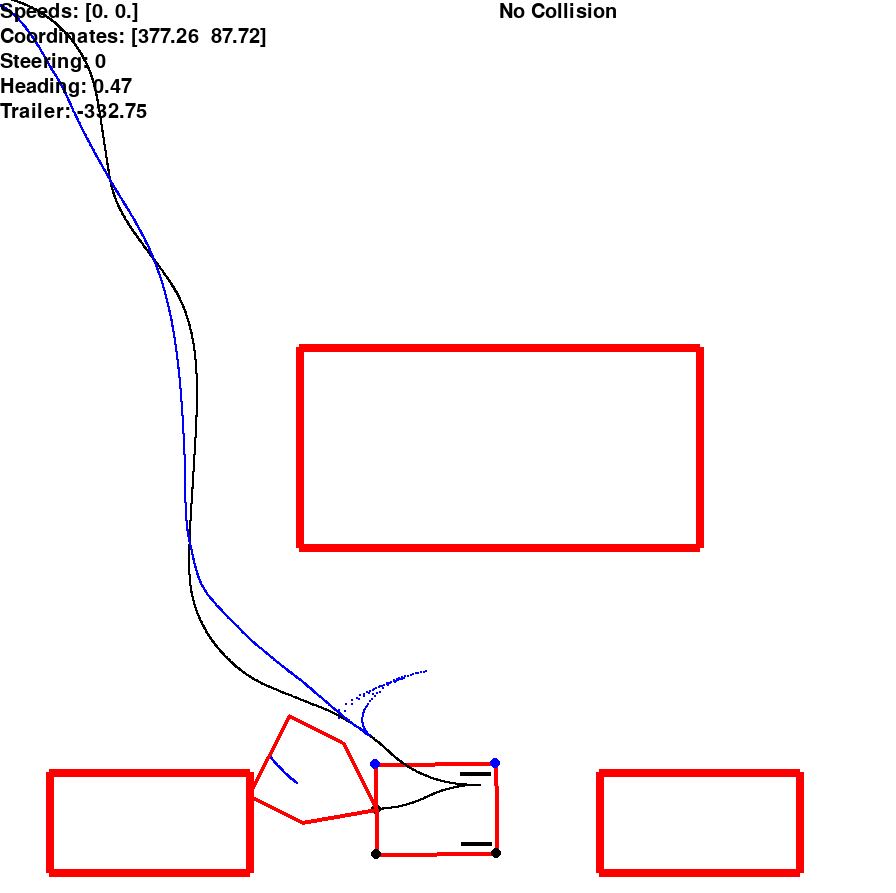 Speeds: [0. 0.]
No Collision
Coordinates: [377.26  87.72]
Steering: 0
Heading: 0.47
Trailer: -332.75